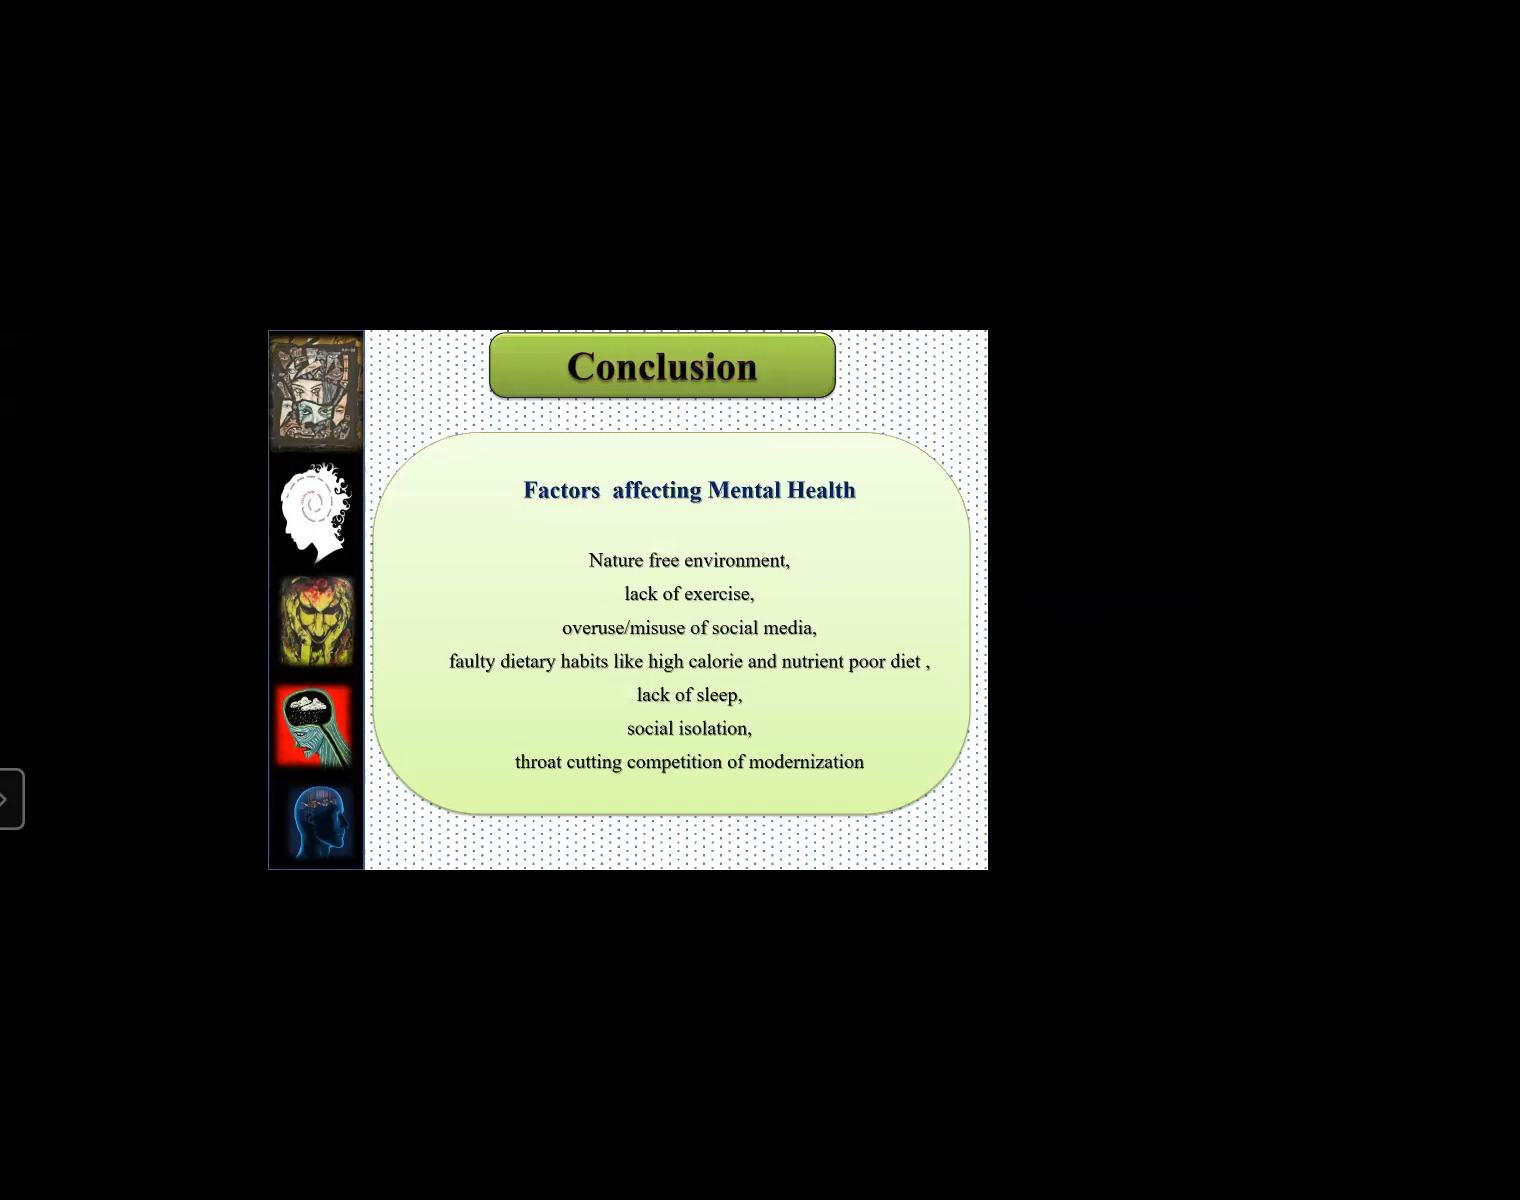 Conclusion
Factors  affecting Mental Health
Nature free environment,
lack of exercise,
overuse/misuse of social media,
faulty dietary habits like high calorie and nutrient poor diet ,
lack of sleep,
social isolation,
throat cutting competition of modernization